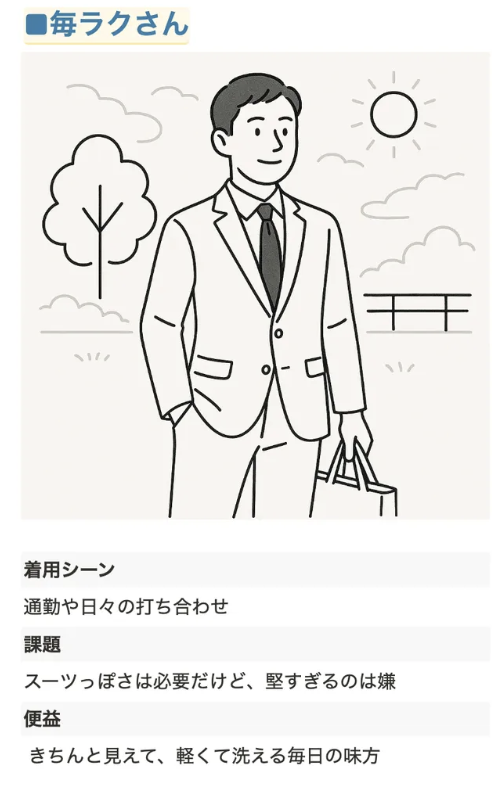 ■毎ラクさん
着用シーン
通勤や日々の打ち合わせ
課題
スーツっぽさは必要だけど、堅すぎるのは嫌
便益
きちんと見えて、軽くて洗える毎日の味方